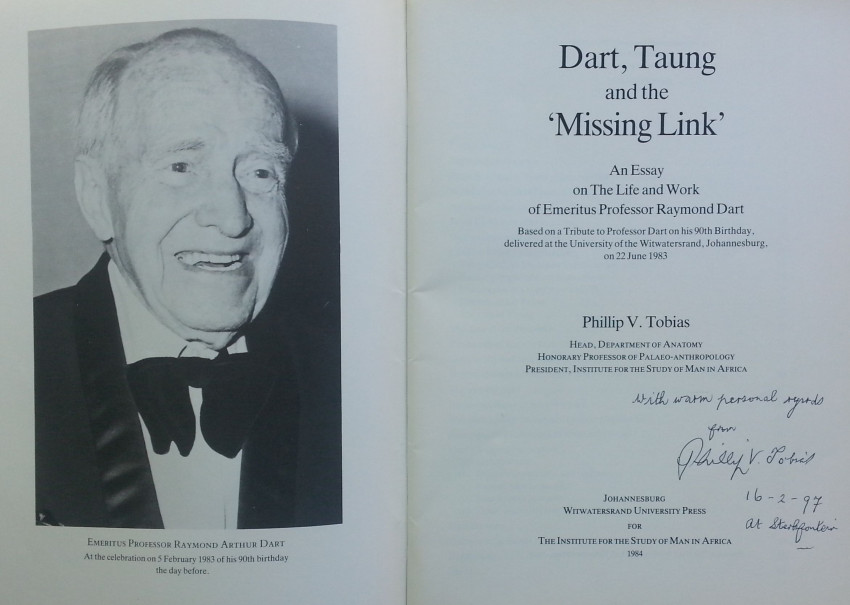 EMERITUS PROFESSOR RAYMOND ARTHUR DART
At the celebration on 5 February 1983 of his 90th birthday
the day before.
Dart, Taung
and the
‘Missing Link’
An Essay
on The Life and Work
of Emeritus Professor Raymond Dart
Based on a Tribute to Professor Dart on his 90th Birthday,
delivered at the University of the Witwatersrand, Johannesburg,
on 22 June 1983
Phillip V. Tobias
HEAD, DEPARTMENT OF ANATOMY
HONORARY PROFESSOR OF PALAEO-ANTHROPOLOGY
PRESIDENT, INSTITUTE FOR THE STUDY OF MAN IN AFRICA
with warm personal regards
from
Phillip V. Tobias
16-2-97
at Sterkfontein
JOHANNESBURG
WITWATERSRAND UNIVERSITY PRESS
FOR
THE INSTITUTE FOR THE STUDY OF MAN IN AFRICA
1984